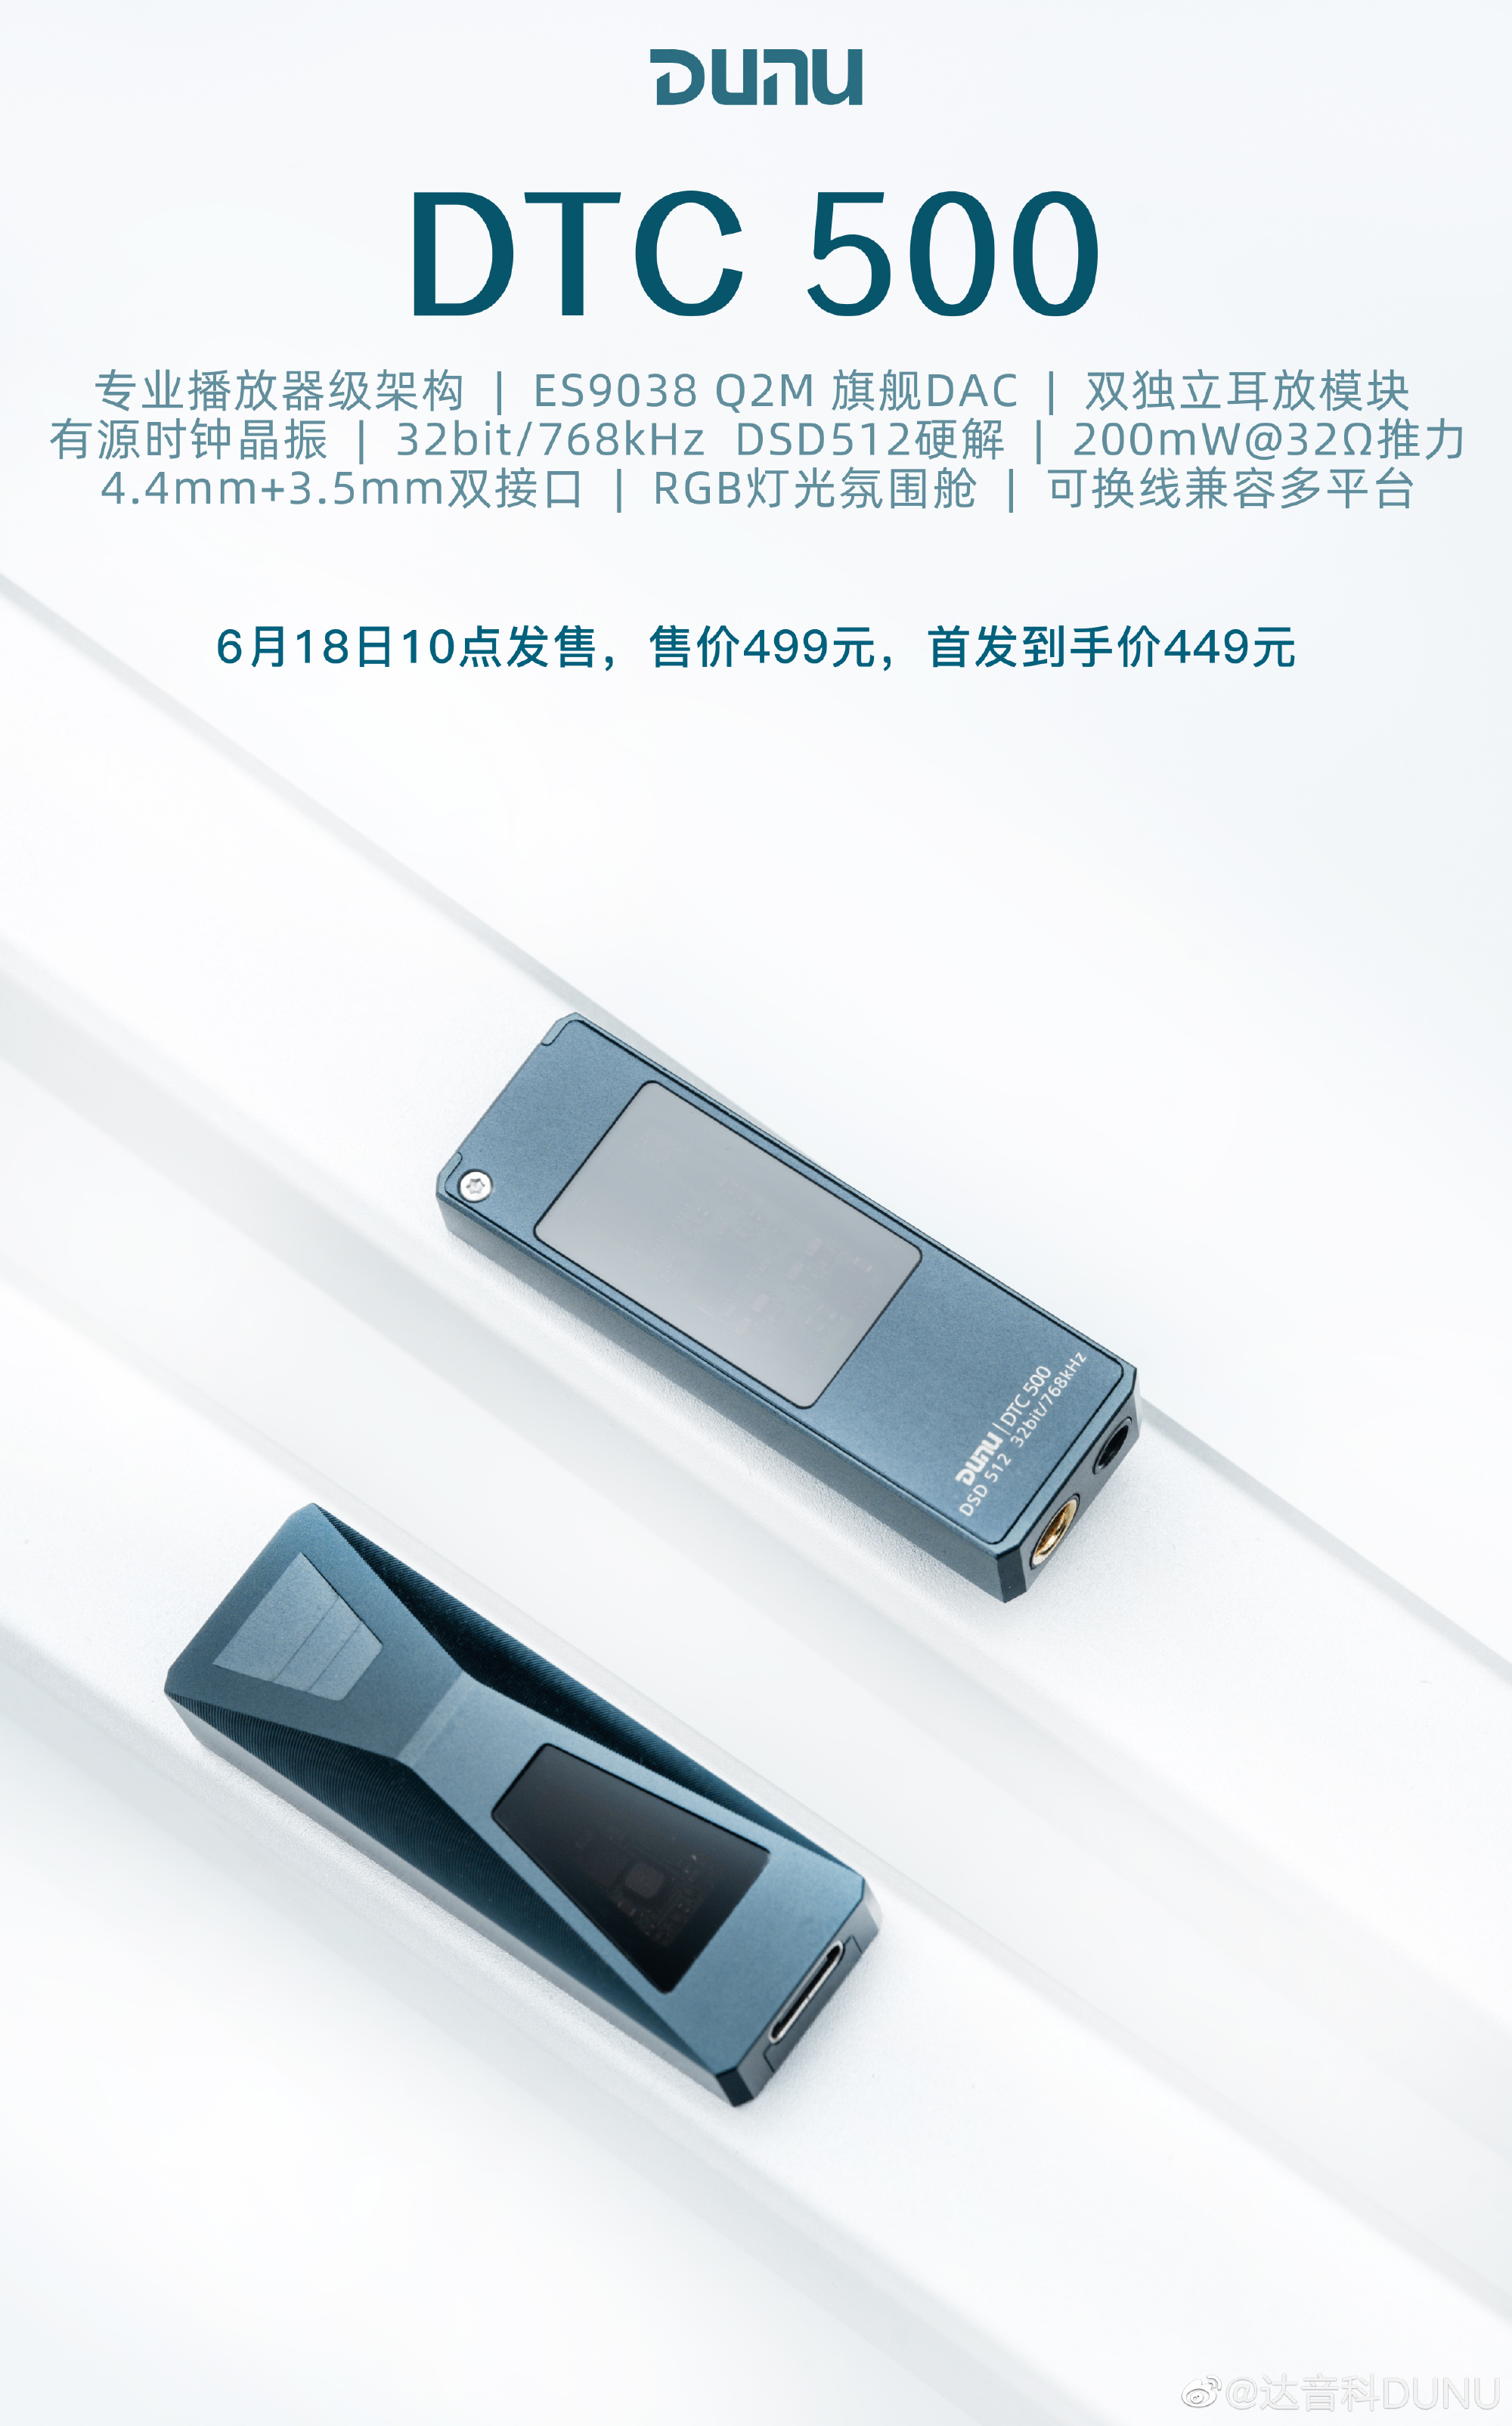 DUNU
DTC 500
专业播放器级架构 | ES9038 Q2M 旗舰DAC | 双独立耳放模块
有源时钟晶振 | 32bit/768kHz DSD512硬解 | 200mW@32Ω推力
4.4mm+3.5mm双接口 | RGB灯光氛围舱 | 可换线兼容多平台
6月18日10点发售，售价499元，首发到手价449元
DUNU | DTC 500
DSD 512 32bit/768kHz
@达音科DUNU